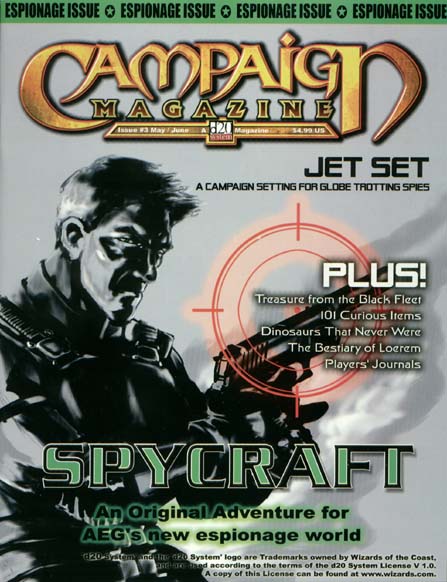 ESPIONAGE ISSUE ✪ ESPIONAGE ISSUE ✪ ESPIONAGE ISSUE ✪ ESPIONAGE ISSUE
CAMPAIGN
MAGAZINE
Issue #3 May / June A d20 system Magazine $4.99 US
JET SET
A CAMPAIGN SETTING FOR GLOBE TROTTING SPIES
PLUS!
Treasure from the Black Fleet
101 Curious Items
Dinosaurs That Never Were
The Bestiary of Loerem
Players' Journals
SPYCRAFT
An Original Adventure for
AEG's new espionage world
'd20 System' and the 'd20 System' logo are Trademarks owned by Wizards of the Coast,
and are used according to the terms of the d20 System License V 1.0.
A copy of this License can be found at www.wizards.com.